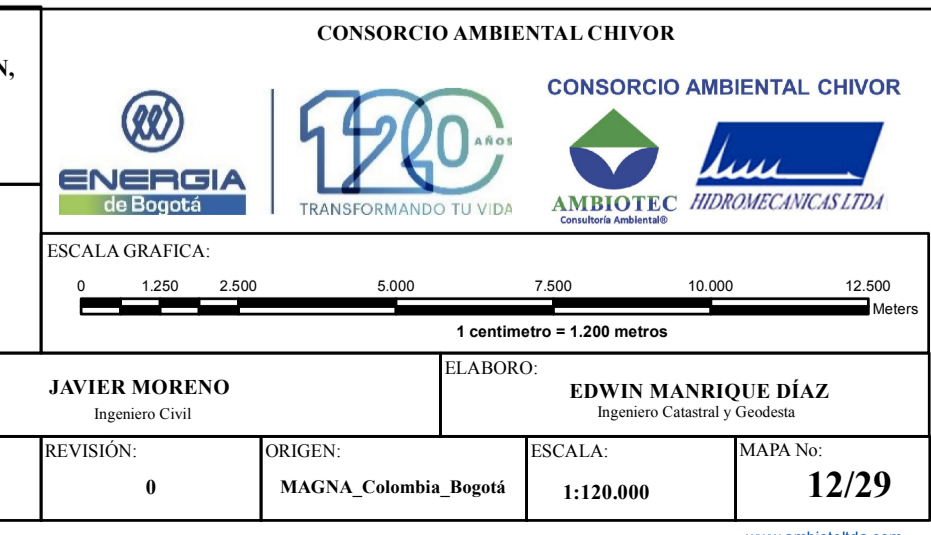 N,
CONSORCIO AMBIENTAL CHIVOR
ENERGIA
de Bogotá
120 AÑOS
TRANSFORMANDO TU VIDA
CONSORCIO AMBIENTAL CHIVOR
AMBIOTEC
Consultoría Ambiental®
HIDROMECANICAS LTDA
ESCALA GRAFICA:
0 1.250 2.500 5.000 7.500 10.000 12.500
Meters
1 centimetro = 1.200 metros
JAVIER MORENO
Ingeniero Civil
ELABORO:
EDWIN MANRIQUE DÍAZ
Ingeniero Catastral y Geodesta
REVISIÓN:
0
ORIGEN:
MAGNA_Colombia_Bogotá
ESCALA:
1:120.000
MAPA No:
12/29